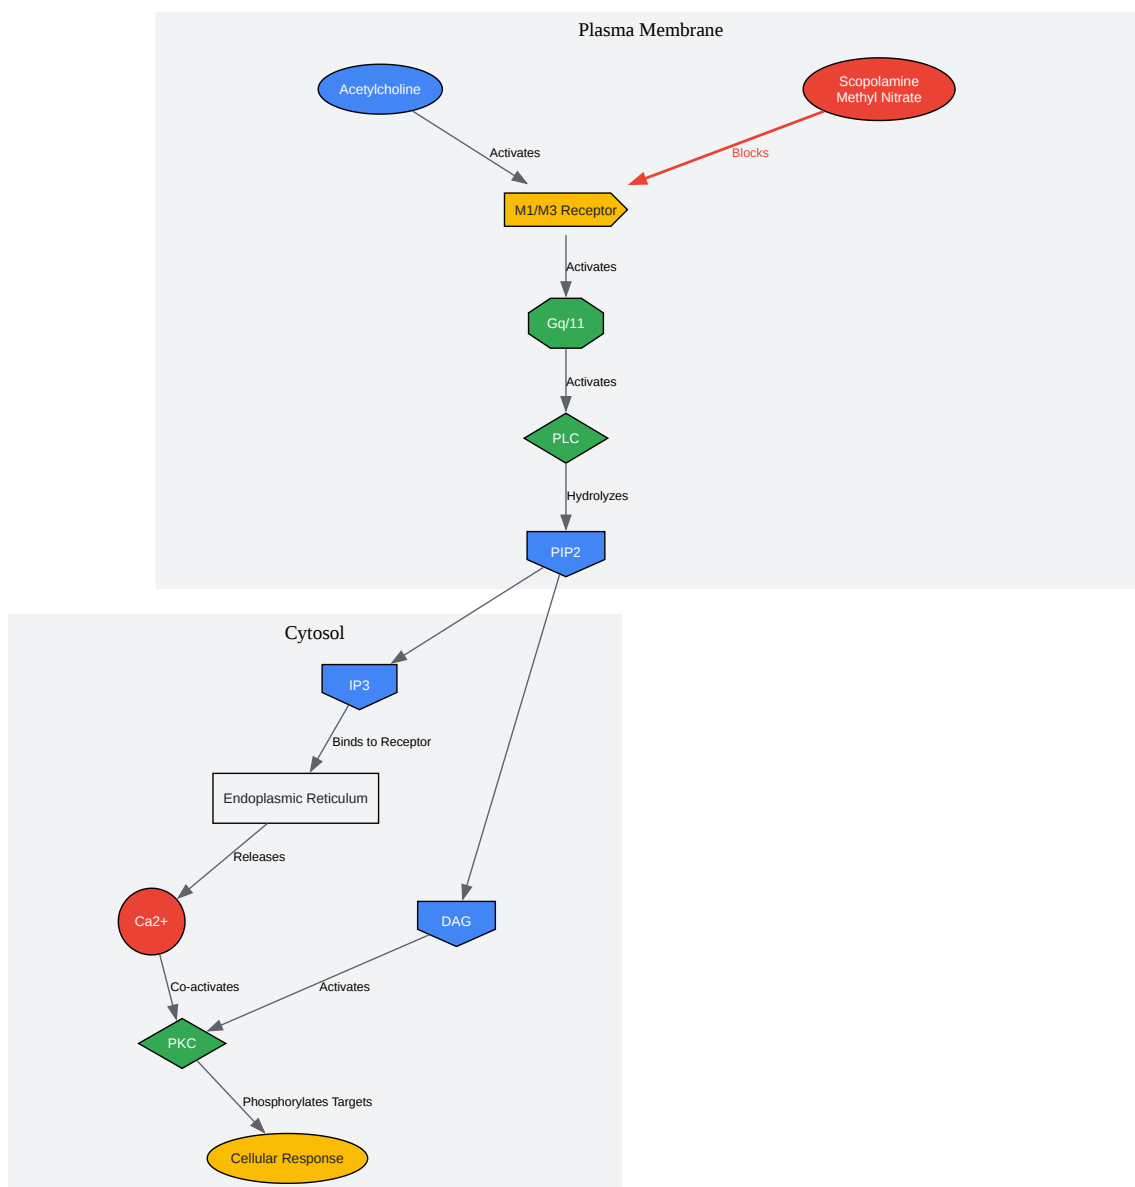 Plasma Membrane
Acetylcholine
Scopolamine
Methyl Nitrate
Activates
Blocks
M1/M3 Receptor
Activates
Gq/11
Activates
PLC
Hydrolyzes
PIP2
Cytosol
IP3
Binds to Receptor
Endoplasmic Reticulum
Releases
Ca2+
DAG
Co-activates
Activates
PKC
Phosphorylates Targets
Cellular Response